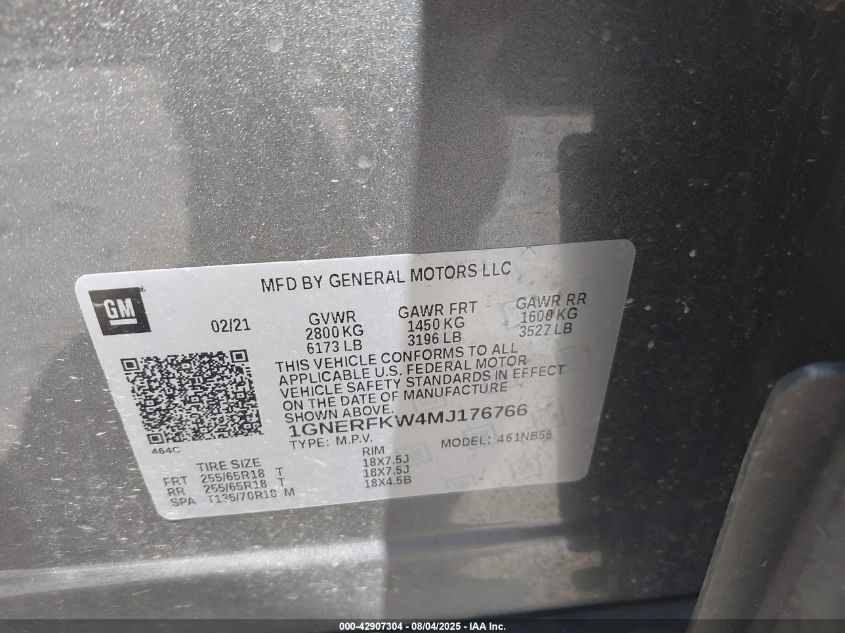 MFD BY GENERAL MOTORS LLC
GM
02/21
GVWR GAWR FRT GAWR RR
2800 KG 1450 KG 1600 KG
6173 LB 3196 LB 3527 LB
THIS VEHICLE CONFORMS TO ALL
APPLICABLE U.S. FEDERAL MOTOR
VEHICLE SAFETY STANDARDS IN EFFECT
ON THE DATE OF MANUFACTURE
SHOWN ABOVE.
1GNERFKW4MJ176766
464C
TYPE: M.P.V. MODEL: 461NB56
TIRE SIZE RIM
FRT 255/65R18 T 18X7.5J
RR 255/65R18 T 18X7.5J
SPA T135/70R18 M 18X4.5B
000-42907304 - 08/04/2025 - IAA Inc.